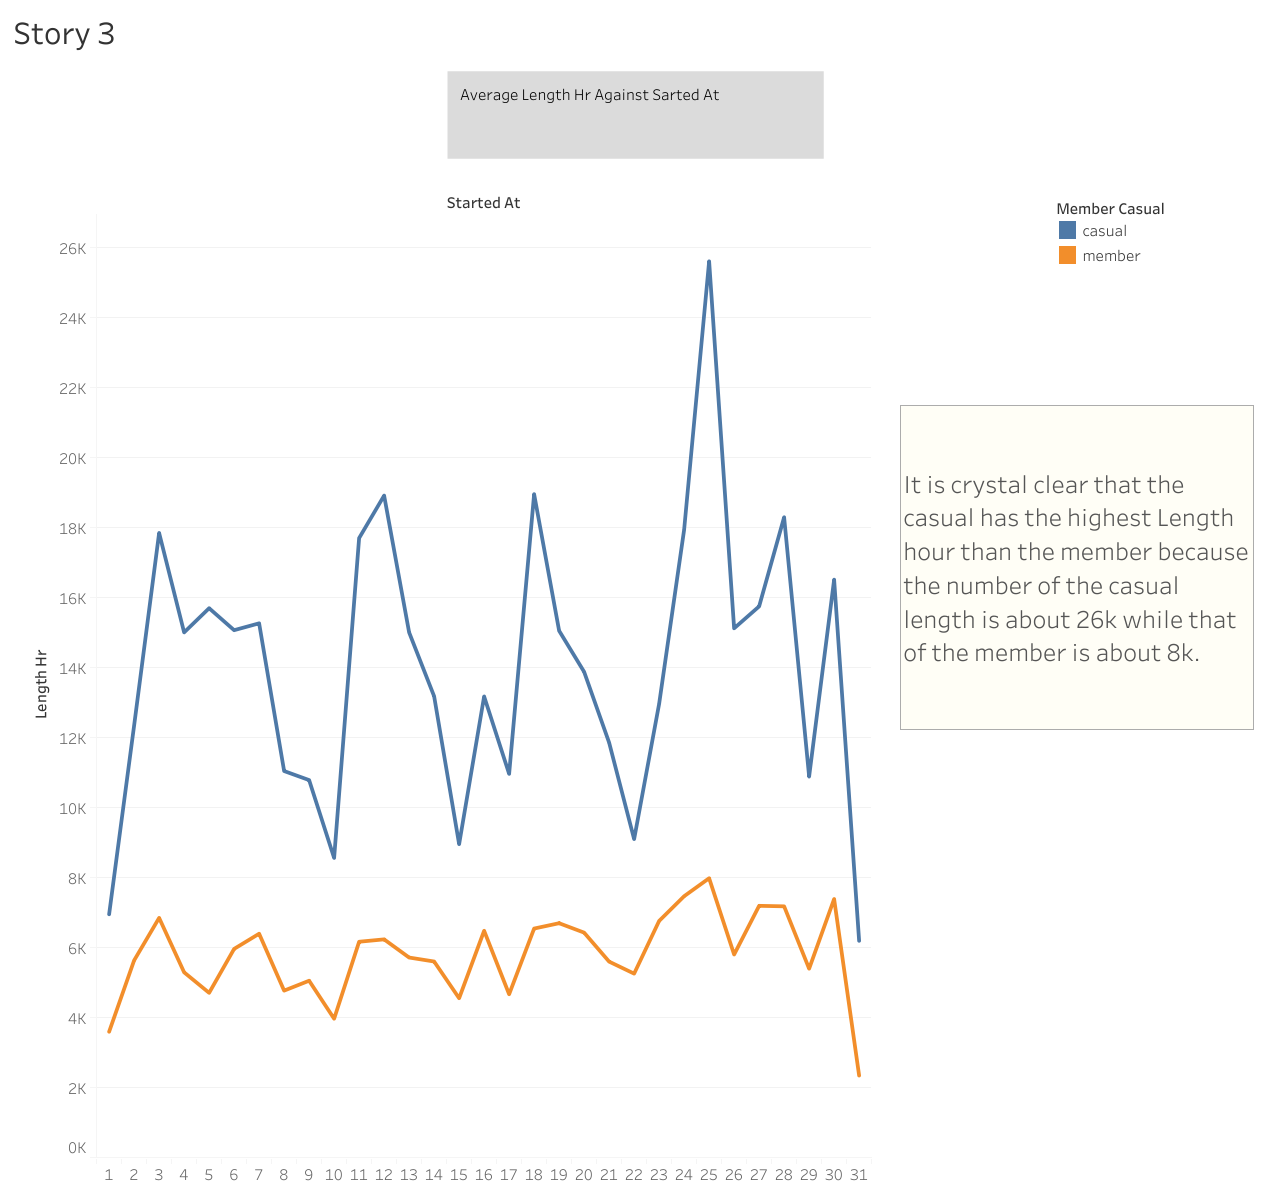 Story 3
Average Length Hr Against Sarted At
Started At
Member Casual
casual
member
26K
24K
22K
20K
18K
16K
14K
12K
10K
8K
6K
4K
2K
0K
Length Hr
1 2 3 4 5 6 7 8 9 10 11 12 13 14 15 16 17 18 19 20 21 22 23 24 25 26 27 28 29 30 31
It is crystal clear that the
casual has the highest Length
hour than the member because
the number of the casual
length is about 26k while that
of the member is about 8k.